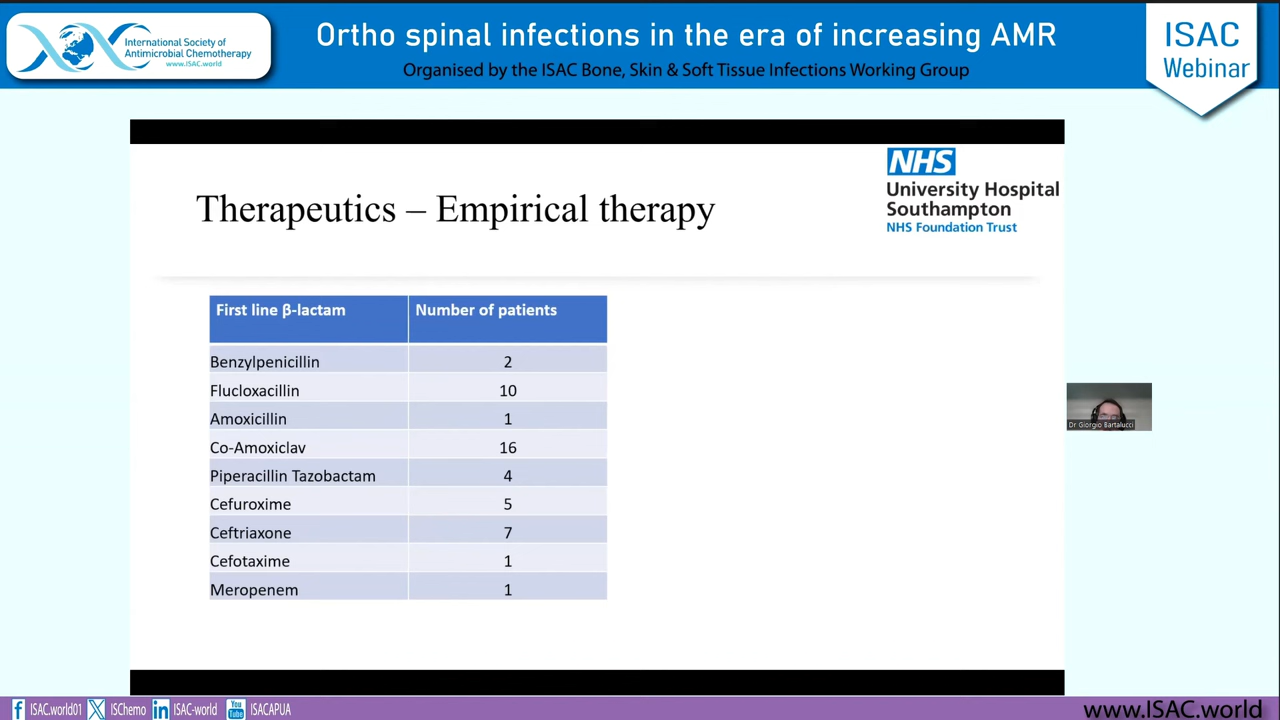 International Society of
Antimicrobial Chemotherapy
www.ISAC.world
Ortho spinal infections in the era of increasing AMR
Organised by the ISAC Bone, Skin & Soft Tissue Infections Working Group
ISAC
Webinar
NHS
University Hospital
Southampton
NHS Foundation Trust
Therapeutics – Empirical therapy
First line β-lactam Number of patients
Benzylpenicillin 2
Flucloxacillin 10
Amoxicillin 1
Co-Amoxiclav 16
Piperacillin Tazobactam 4
Cefuroxime 5
Ceftriaxone 7
Cefotaxime 1
Meropenem 1
Dr Giorgio Bartalucci
f ISAC.world01 X ISChemo in ISAC-world You Tube ISACAPUA
www.ISAC.world